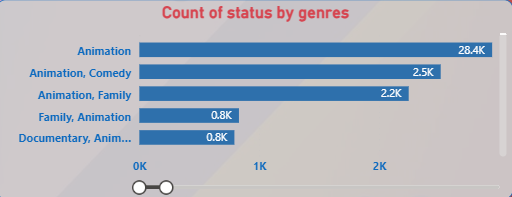 Count of status by genres
Animation 28.4K
Animation, Comedy 2.5K
Animation, Family 2.2K
Family, Animation 0.8K
Documentary, Anim... 0.8K
0K 1K 2K